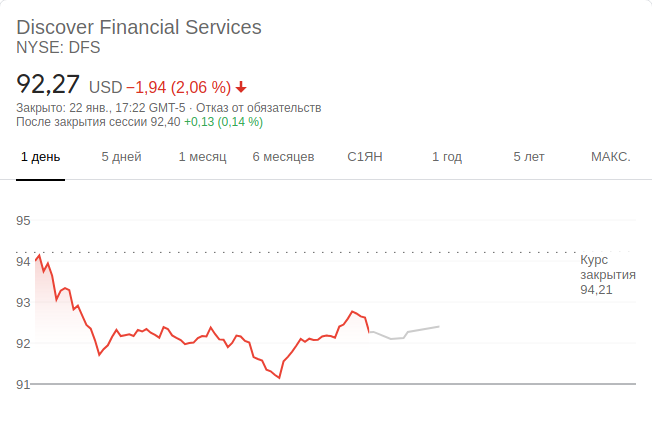 Discover Financial Services
NYSE: DFS
92,27 USD −1,94 (2,06 %)
Закрыто: 22 янв., 17:22 GMT-5 · Отказ от обязательств
После закрытия сессии 92,40 +0,13 (0,14 %)
1 день 5 дней 1 месяц 6 месяцев С1ЯН 1 год 5 лет МАКС.
95
94
93
92
91
Курс
закрытия
94,21